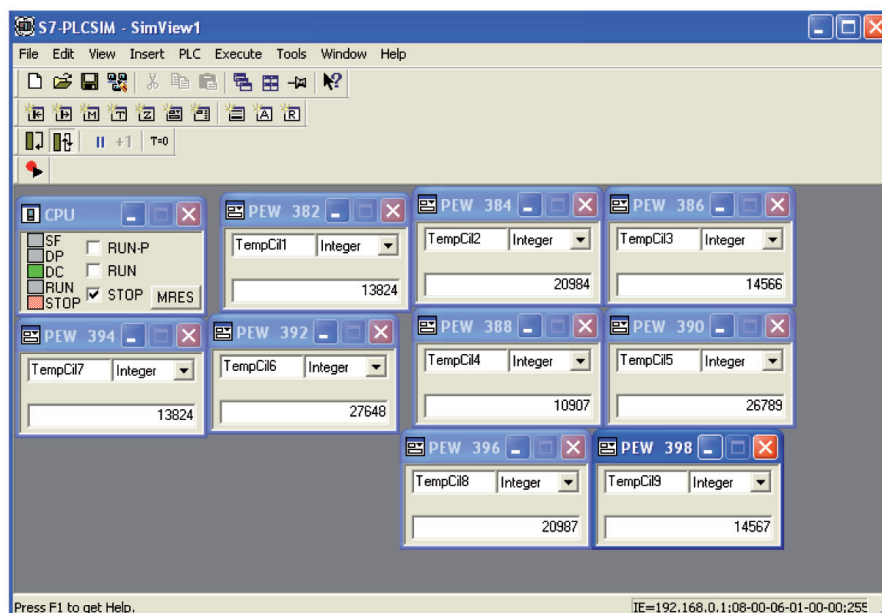 S7-PLCSIM - SimView1
File Edit View Insert PLC Execute Tools Window Help
+1 T=0
CPU
SF
DP
DC
RUN
STOP
RUN-P
RUN
STOP
MRES
PEW 382
TempCil1 Integer
13824
PEW 384
TempCil2 Integer
20984
PEW 386
TempCil3 Integer
14566
PEW 394
TempCil7 Integer
13824
PEW 392
TempCil6 Integer
27648
PEW 388
TempCil4 Integer
10907
PEW 390
TempCil5 Integer
26789
PEW 396
TempCil8 Integer
20987
PEW 398
TempCil9 Integer
14567
Press F1 to get Help.
IE=192.168.0.1;08-00-06-01-00-00;255